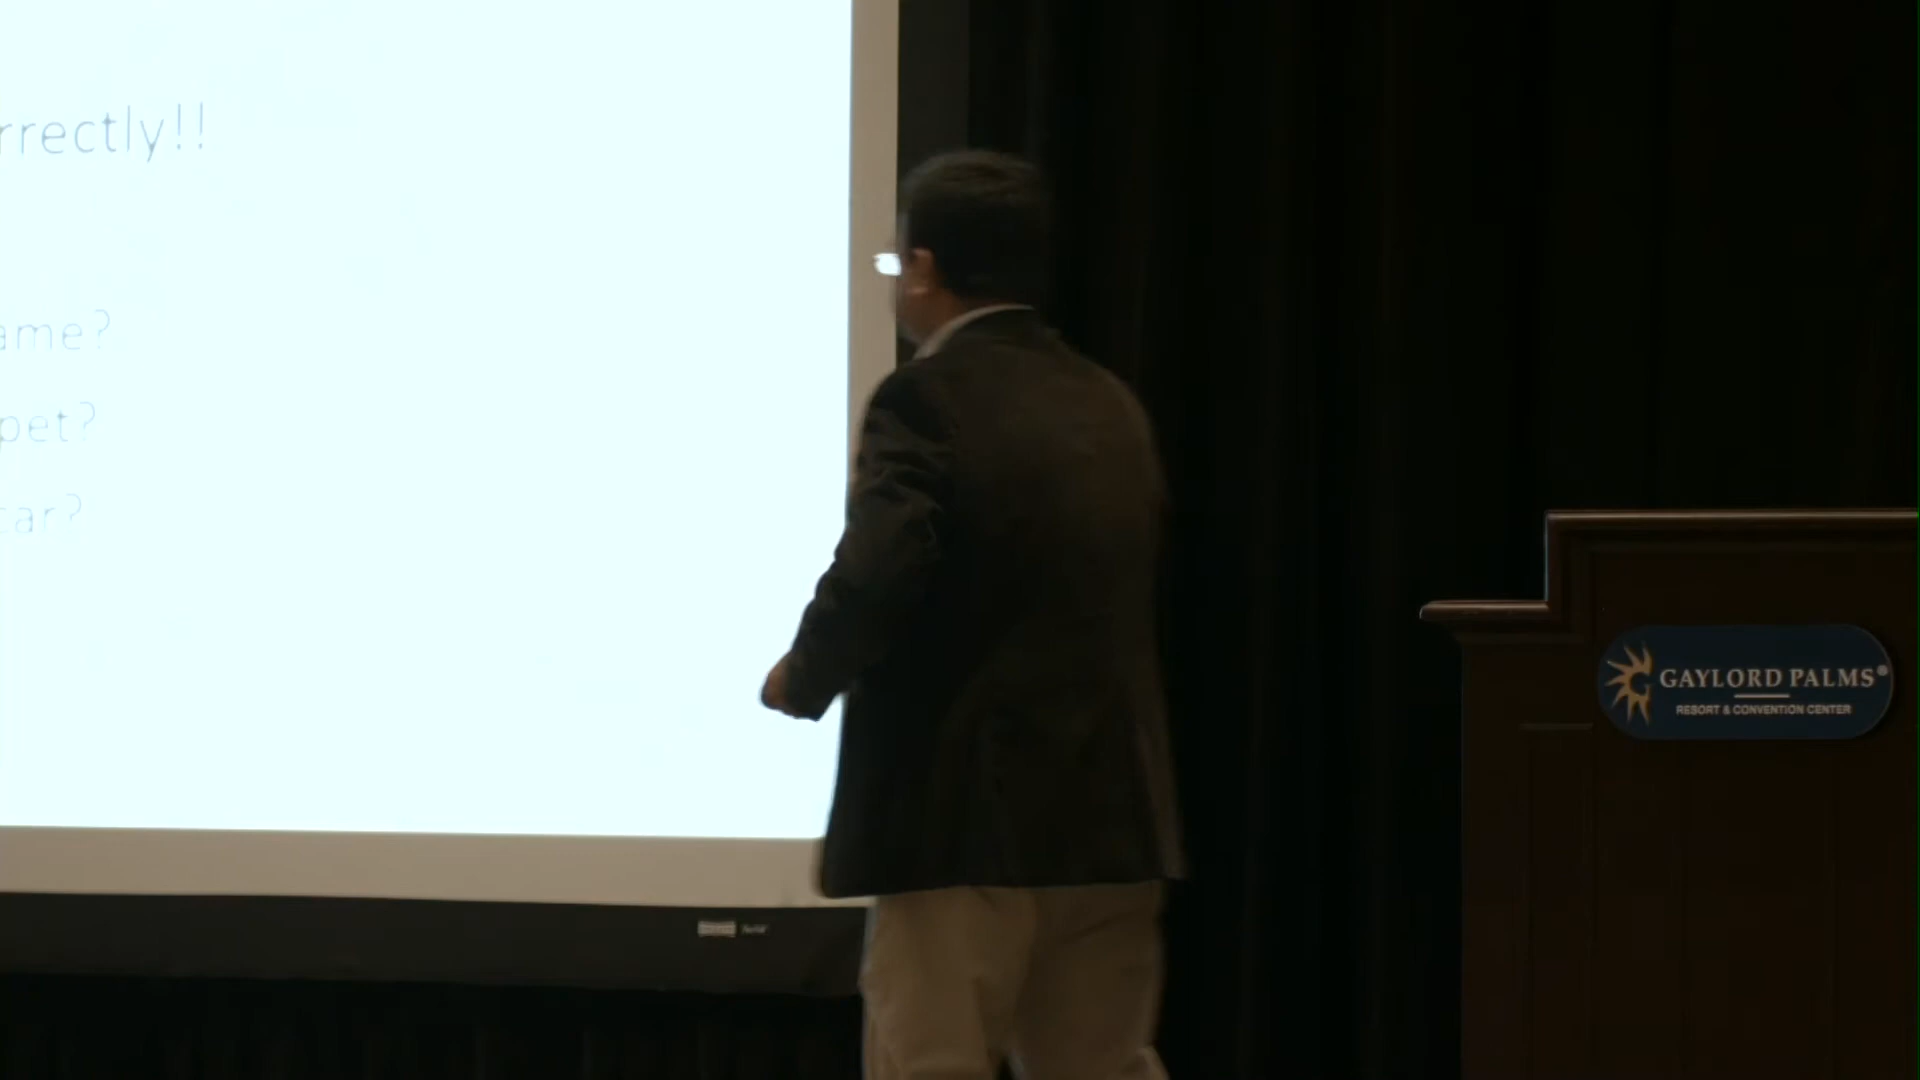 rrectly!!
ame?
pet?
car?
GAYLORD PALMS®
RESORT & CONVENTION CENTER